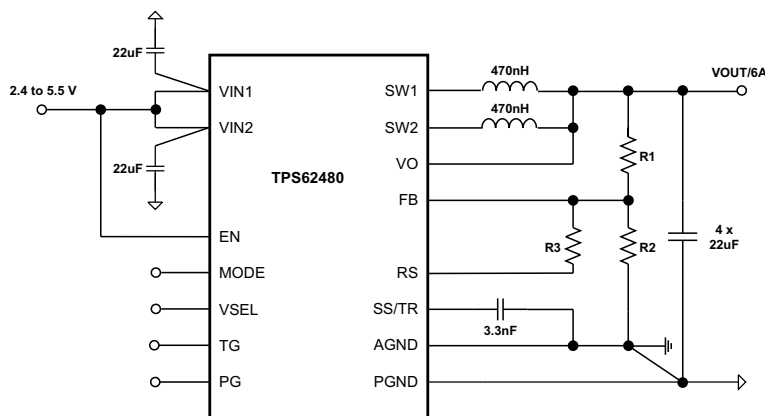 22uF
2.4 to 5.5 V
22uF
TPS62480
VIN1
VIN2
EN
MODE
VSEL
TG
PG
SW1
SW2
VO
FB
RS
SS/TR
AGND
PGND
470nH
470nH
VOUT/6A
R1
R3
R2
4 x
22uF
3.3nF